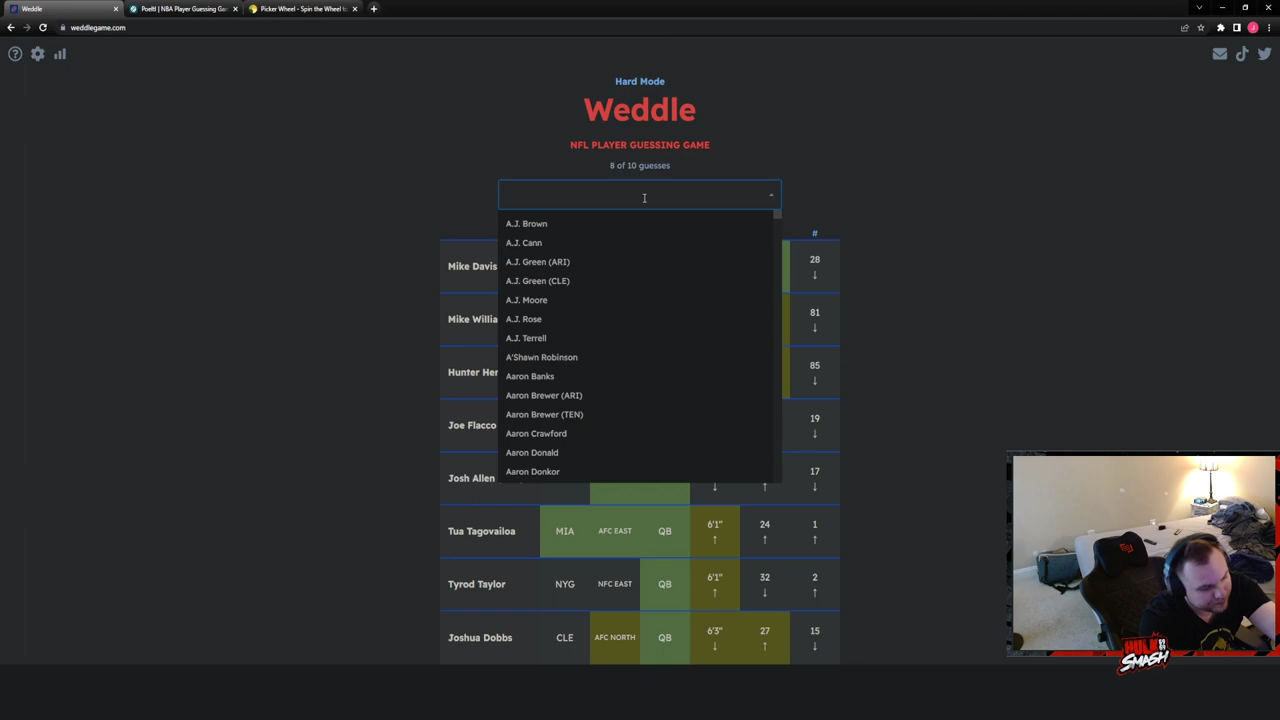 Weddle
Poeltl | NBA Player Guessing Ga
Picker Wheel - Spin the Wheel to
weddlegame.com
J
Hard Mode
Weddle
NFL PLAYER GUESSING GAME
8 of 10 guesses
A.J. Brown
A.J. Cann
A.J. Green (ARI)
A.J. Green (CLE)
A.J. Moore
A.J. Rose
A.J. Terrell
A'Shawn Robinson
Aaron Banks
Aaron Brewer (ARI)
Aaron Brewer (TEN)
Aaron Crawford
Aaron Donald
Aaron Donkor
#
Mike Davis 28
↓
Mike Willia 81
↓
Hunter Her 85
↓
Joe Flacco 19
↓
Josh Allen 17
↓ ↑ ↓
Tua Tagovailoa MIA AFC EAST QB 6'1" 24 1
↑ ↑ ↑
Tyrod Taylor NYG NFC EAST QB 6'1" 32 2
↑ ↓ ↑
Joshua Dobbs CLE AFC NORTH QB 6'3" 27 15
↓ ↑ ↓
HULK
SMASH